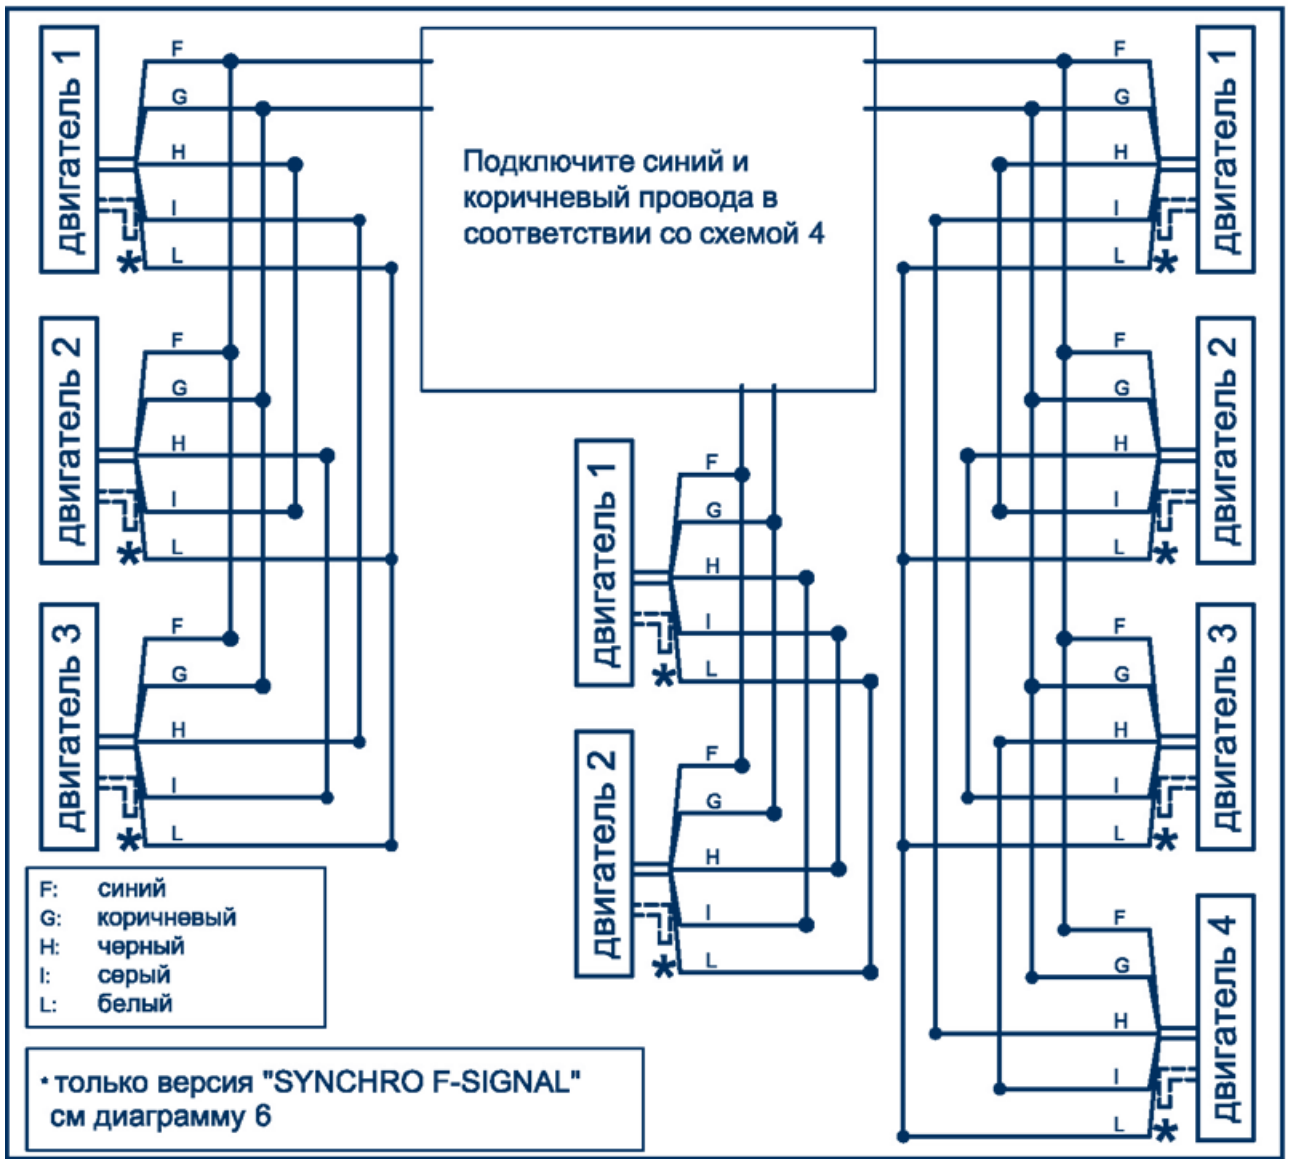 двигатель 1
F
G
H
I
L
*
двигатель 2
F
G
H
I
L
*
двигатель 3
F
G
H
I
L
*
Подключите синий и
коричневый провода в
соответствии со схемой 4
двигатель 1
F
G
H
I
L
*
двигатель 2
F
G
H
I
L
*
двигатель 1
F
G
H
I
L
*
двигатель 2
F
G
H
I
L
*
двигатель 3
F
G
H
I
L
*
двигатель 4
F
G
H
I
L
*
F: синий
G: коричневый
H: черный
I: серый
L: белый
* только версия "SYNCHRO F-SIGNAL"
см диаграмму 6